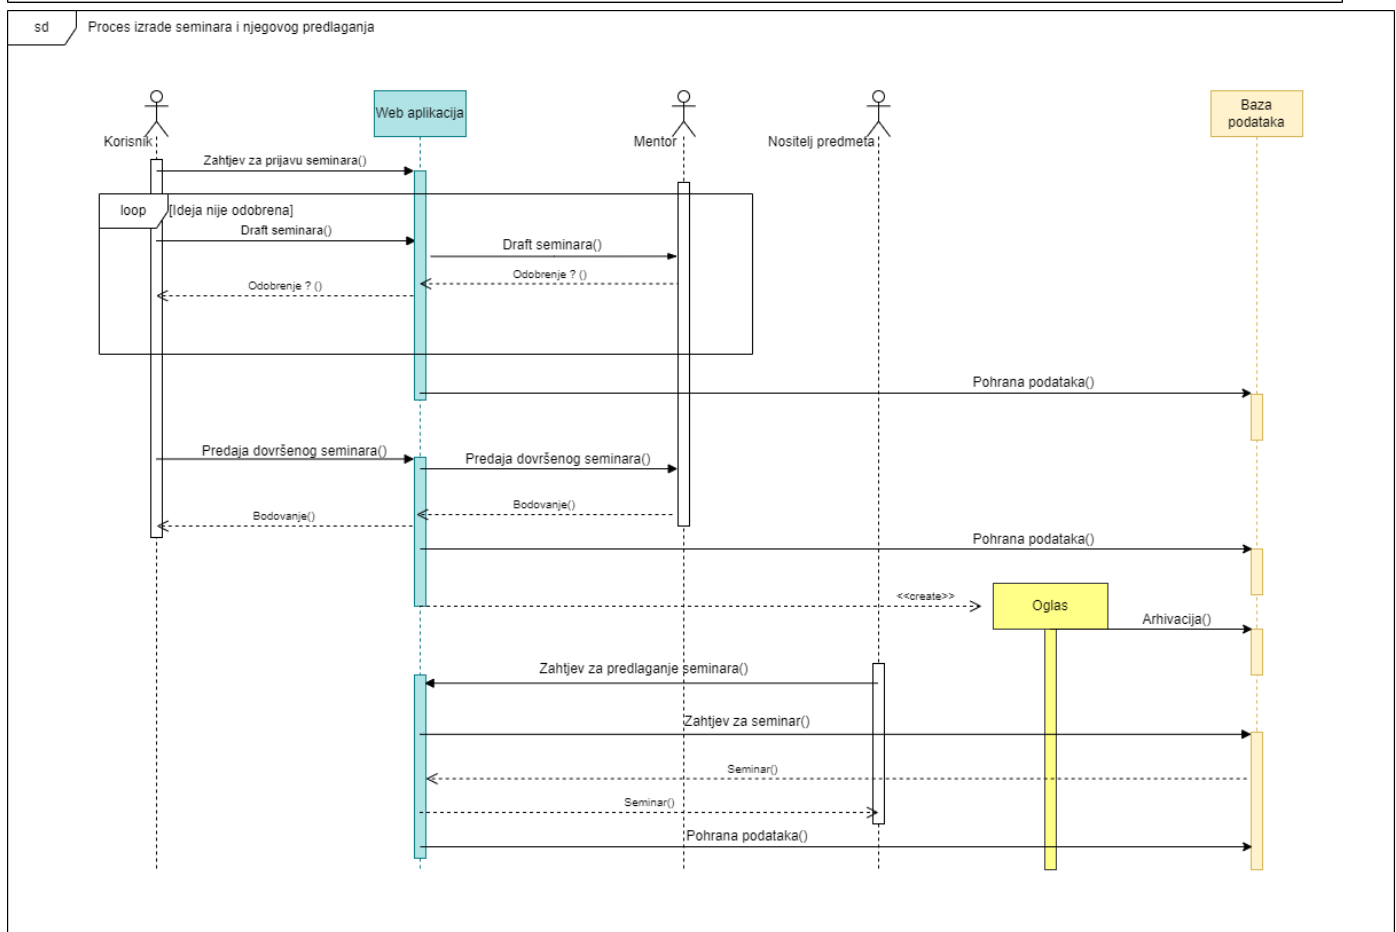 sd
Proces izrade seminara i njegovog predlaganja
Korisnik
Web aplikacija
Mentor
Nositelj predmeta
Baza
podataka
Zahtjev za prijavu seminara()
loop
[Ideja nije odobrena]
Draft seminara()
Draft seminara()
Odobrenje ? ()
Odobrenje ? ()
Pohrana podataka()
Predaja dovršenog seminara()
Predaja dovršenog seminara()
Bodovanje()
Bodovanje()
Pohrana podataka()
<<create>>
Oglas
Arhivacija()
Zahtjev za predlaganje seminara()
Zahtjev za seminar()
Seminar()
Seminar()
Pohrana podataka()